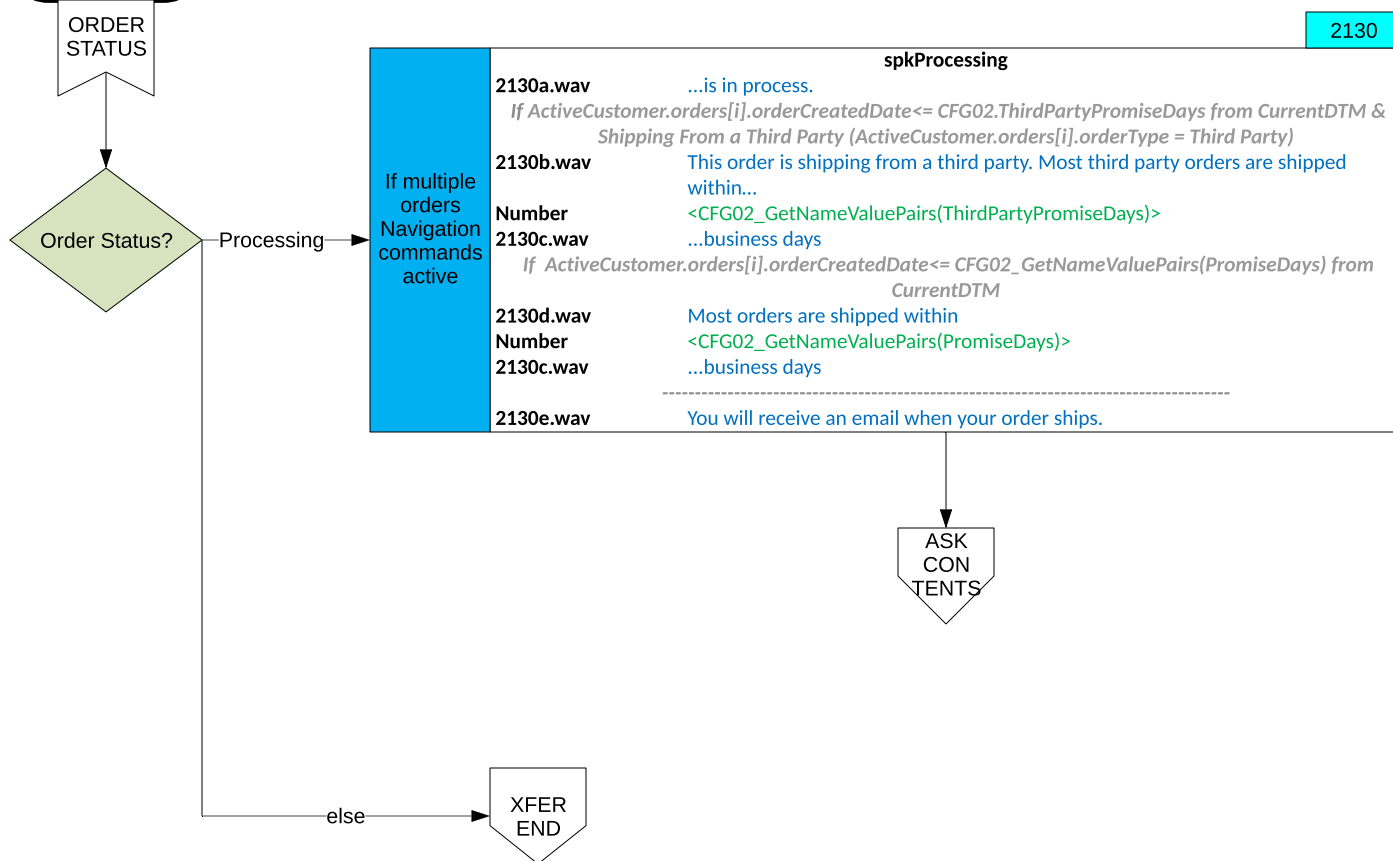 ORDER
STATUS
2130
spkProcessing
2130a.wav ...is in process.
If ActiveCustomer.orders[i].orderCreatedDate<= CFG02.ThirdPartyPromiseDays from CurrentDTM &
Shipping From a Third Party (ActiveCustomer.orders[i].orderType = Third Party)
2130b.wav This order is shipping from a third party. Most third party orders are shipped
within...
Number <CFG02_GetNameValuePairs(ThirdPartyPromiseDays)>
2130c.wav ...business days
If  ActiveCustomer.orders[i].orderCreatedDate<= CFG02_GetNameValuePairs(PromiseDays) from
CurrentDTM
2130d.wav Most orders are shipped within
Number <CFG02_GetNameValuePairs(PromiseDays)>
2130c.wav ...business days
--------------------------------------------------------------------------------------
2130e.wav You will receive an email when your order ships.
If multiple
orders
Navigation
commands
active
Order Status?
Processing
ASK
CON
TENTS
else
XFER
END